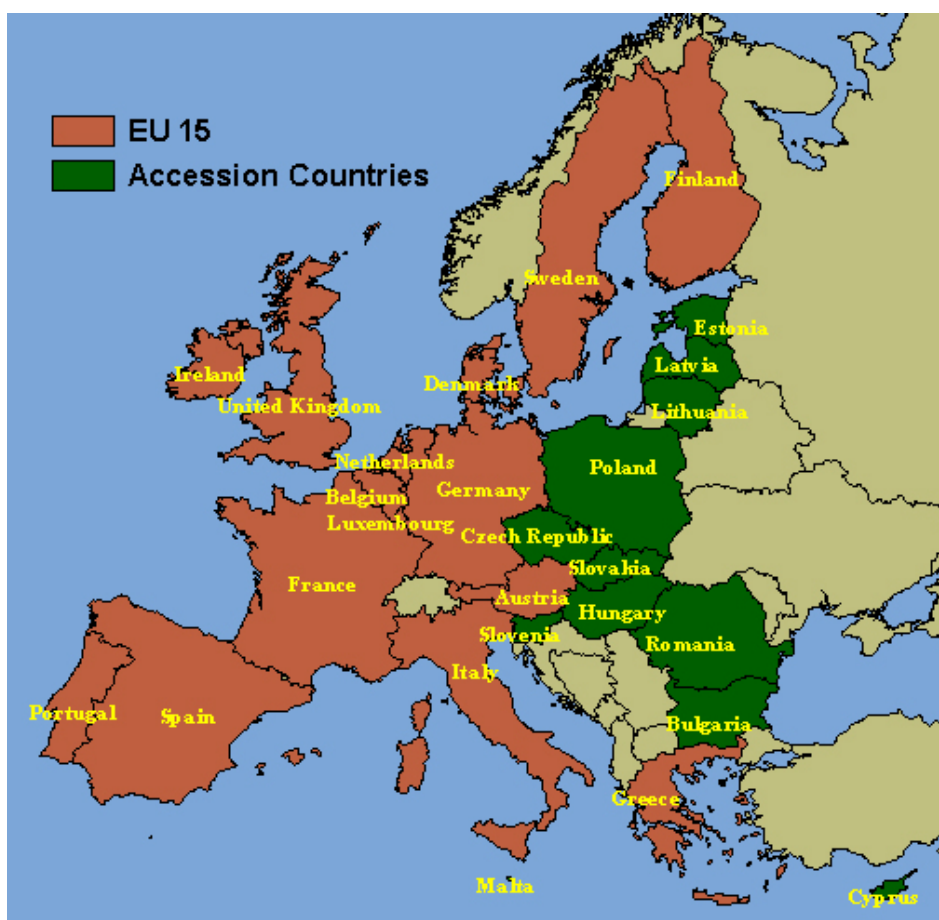 EU 15
Accession Countries
Finland
Sweden
Estonia
Latvia
Ireland
Denmark
United Kingdom
Lithuania
Netherlands
Poland
Belgium
Germany
Luxembourg
Czech Republic
Slovakia
France
Austria
Hungary
Slovenia
Romania
Italy
Portugal
Spain
Bulgaria
Greece
Malta
Cyprus